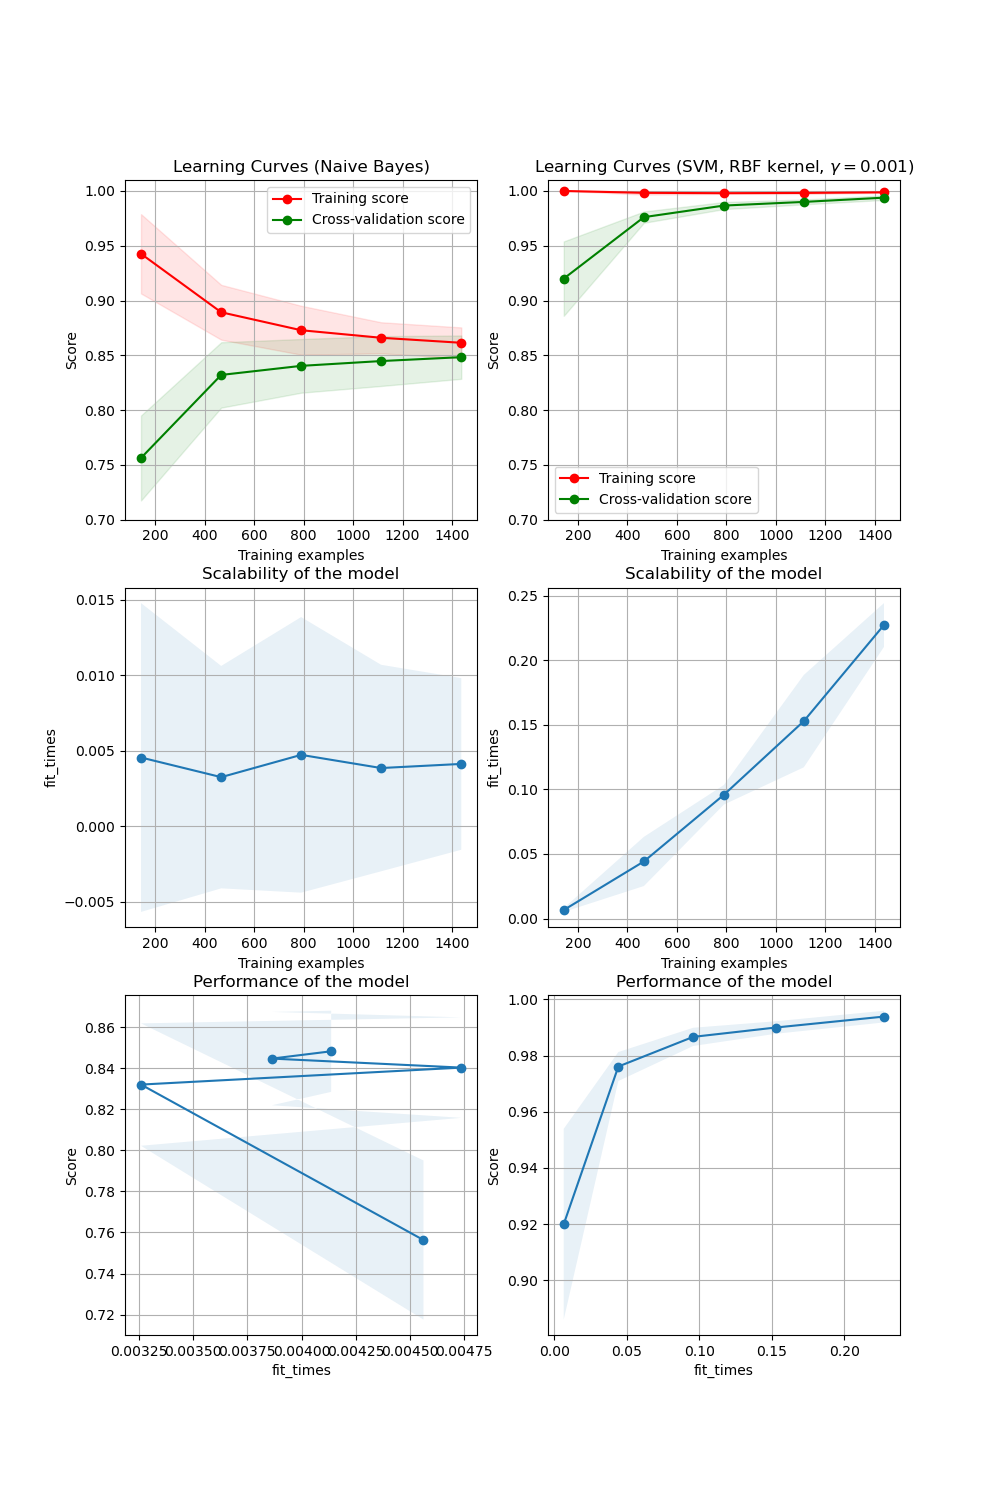 Learning Curves (Naive Bayes)
1.00
0.95
0.90
0.85
0.80
0.75
0.70
Score
Training score
Cross-validation score
200 400 600 800 1000 1200 1400
Training examples
Learning Curves (SVM, RBF kernel, γ = 0.001)
1.00
0.95
0.90
0.85
0.80
0.75
0.70
Score
Training score
Cross-validation score
200 400 600 800 1000 1200 1400
Training examples
Scalability of the model
0.015
0.010
0.005
0.000
−0.005
fit_times
200 400 600 800 1000 1200 1400
Training examples
Scalability of the model
0.25
0.20
0.15
0.10
0.05
0.00
fit_times
200 400 600 800 1000 1200 1400
Training examples
Performance of the model
0.86
0.84
0.82
0.80
0.78
0.76
0.74
0.72
Score
0.00325 0.00350 0.00375 0.00400 0.00425 0.00450 0.00475
fit_times
Performance of the model
1.00
0.98
0.96
0.94
0.92
0.90
Score
0.00 0.05 0.10 0.15 0.20
fit_times